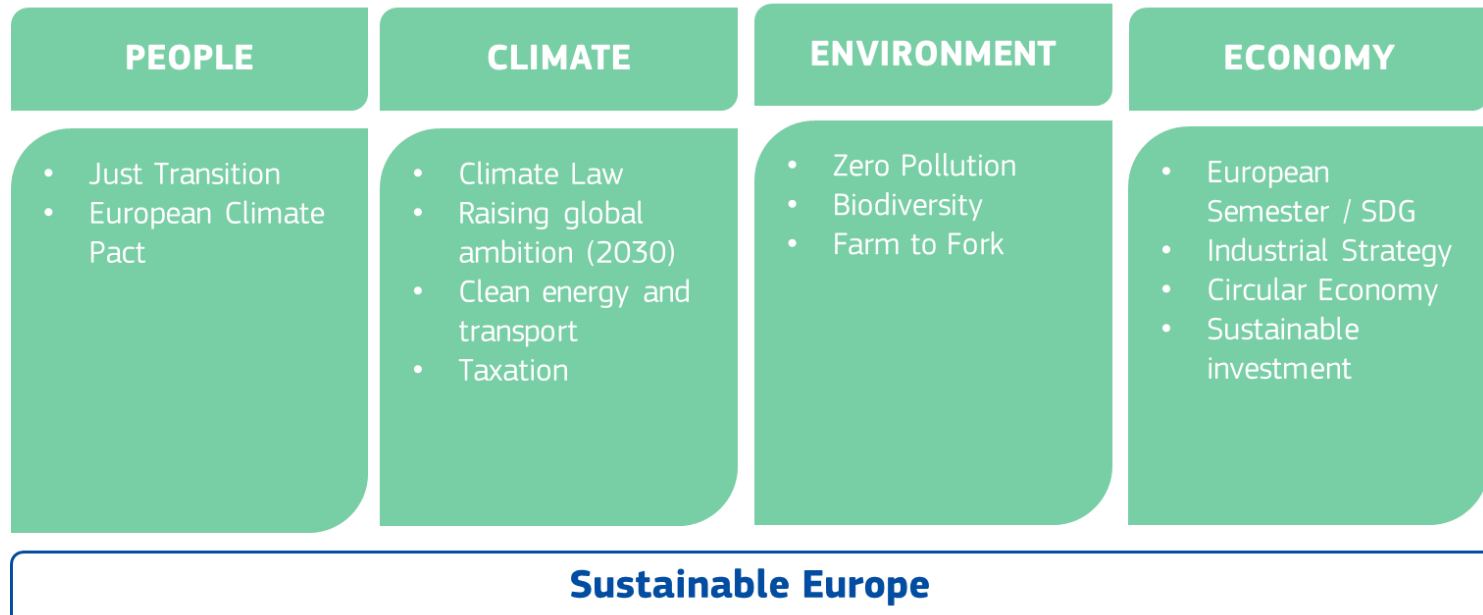 PEOPLE
• Just Transition
• European Climate
Pact
CLIMATE
• Climate Law
• Raising global
ambition (2030)
• Clean energy and
transport
• Taxation
ENVIRONMENT
• Zero Pollution
• Biodiversity
• Farm to Fork
ECONOMY
• European
Semester / SDG
• Industrial Strategy
• Circular Economy
• Sustainable
investment
Sustainable Europe